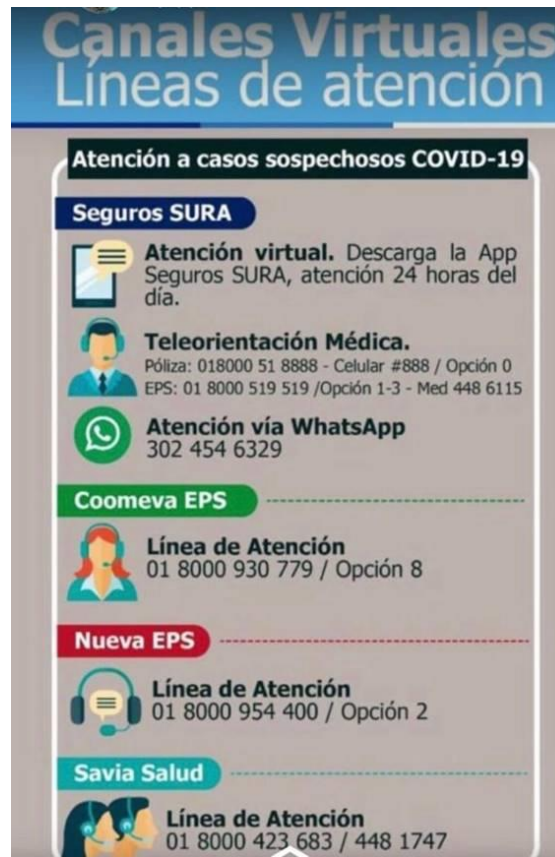 Canales Virtuales
Líneas de atención
Atención a casos sospechosos COVID-19
Seguros SURA
Atención virtual. Descarga la App
Seguros SURA, atención 24 horas del
día.
Teleorientación Médica.
Póliza: 018000 51 8888 - Celular #888 / Opción 0
EPS: 01 8000 519 519 /Opción 1-3 - Med 448 6115
Atención vía WhatsApp
302 454 6329
Coomeva EPS
Línea de Atención
01 8000 930 779 / Opción 8
Nueva EPS
Línea de Atención
01 8000 954 400 / Opción 2
Savia Salud
Línea de Atención
01 8000 423 683 / 448 1747